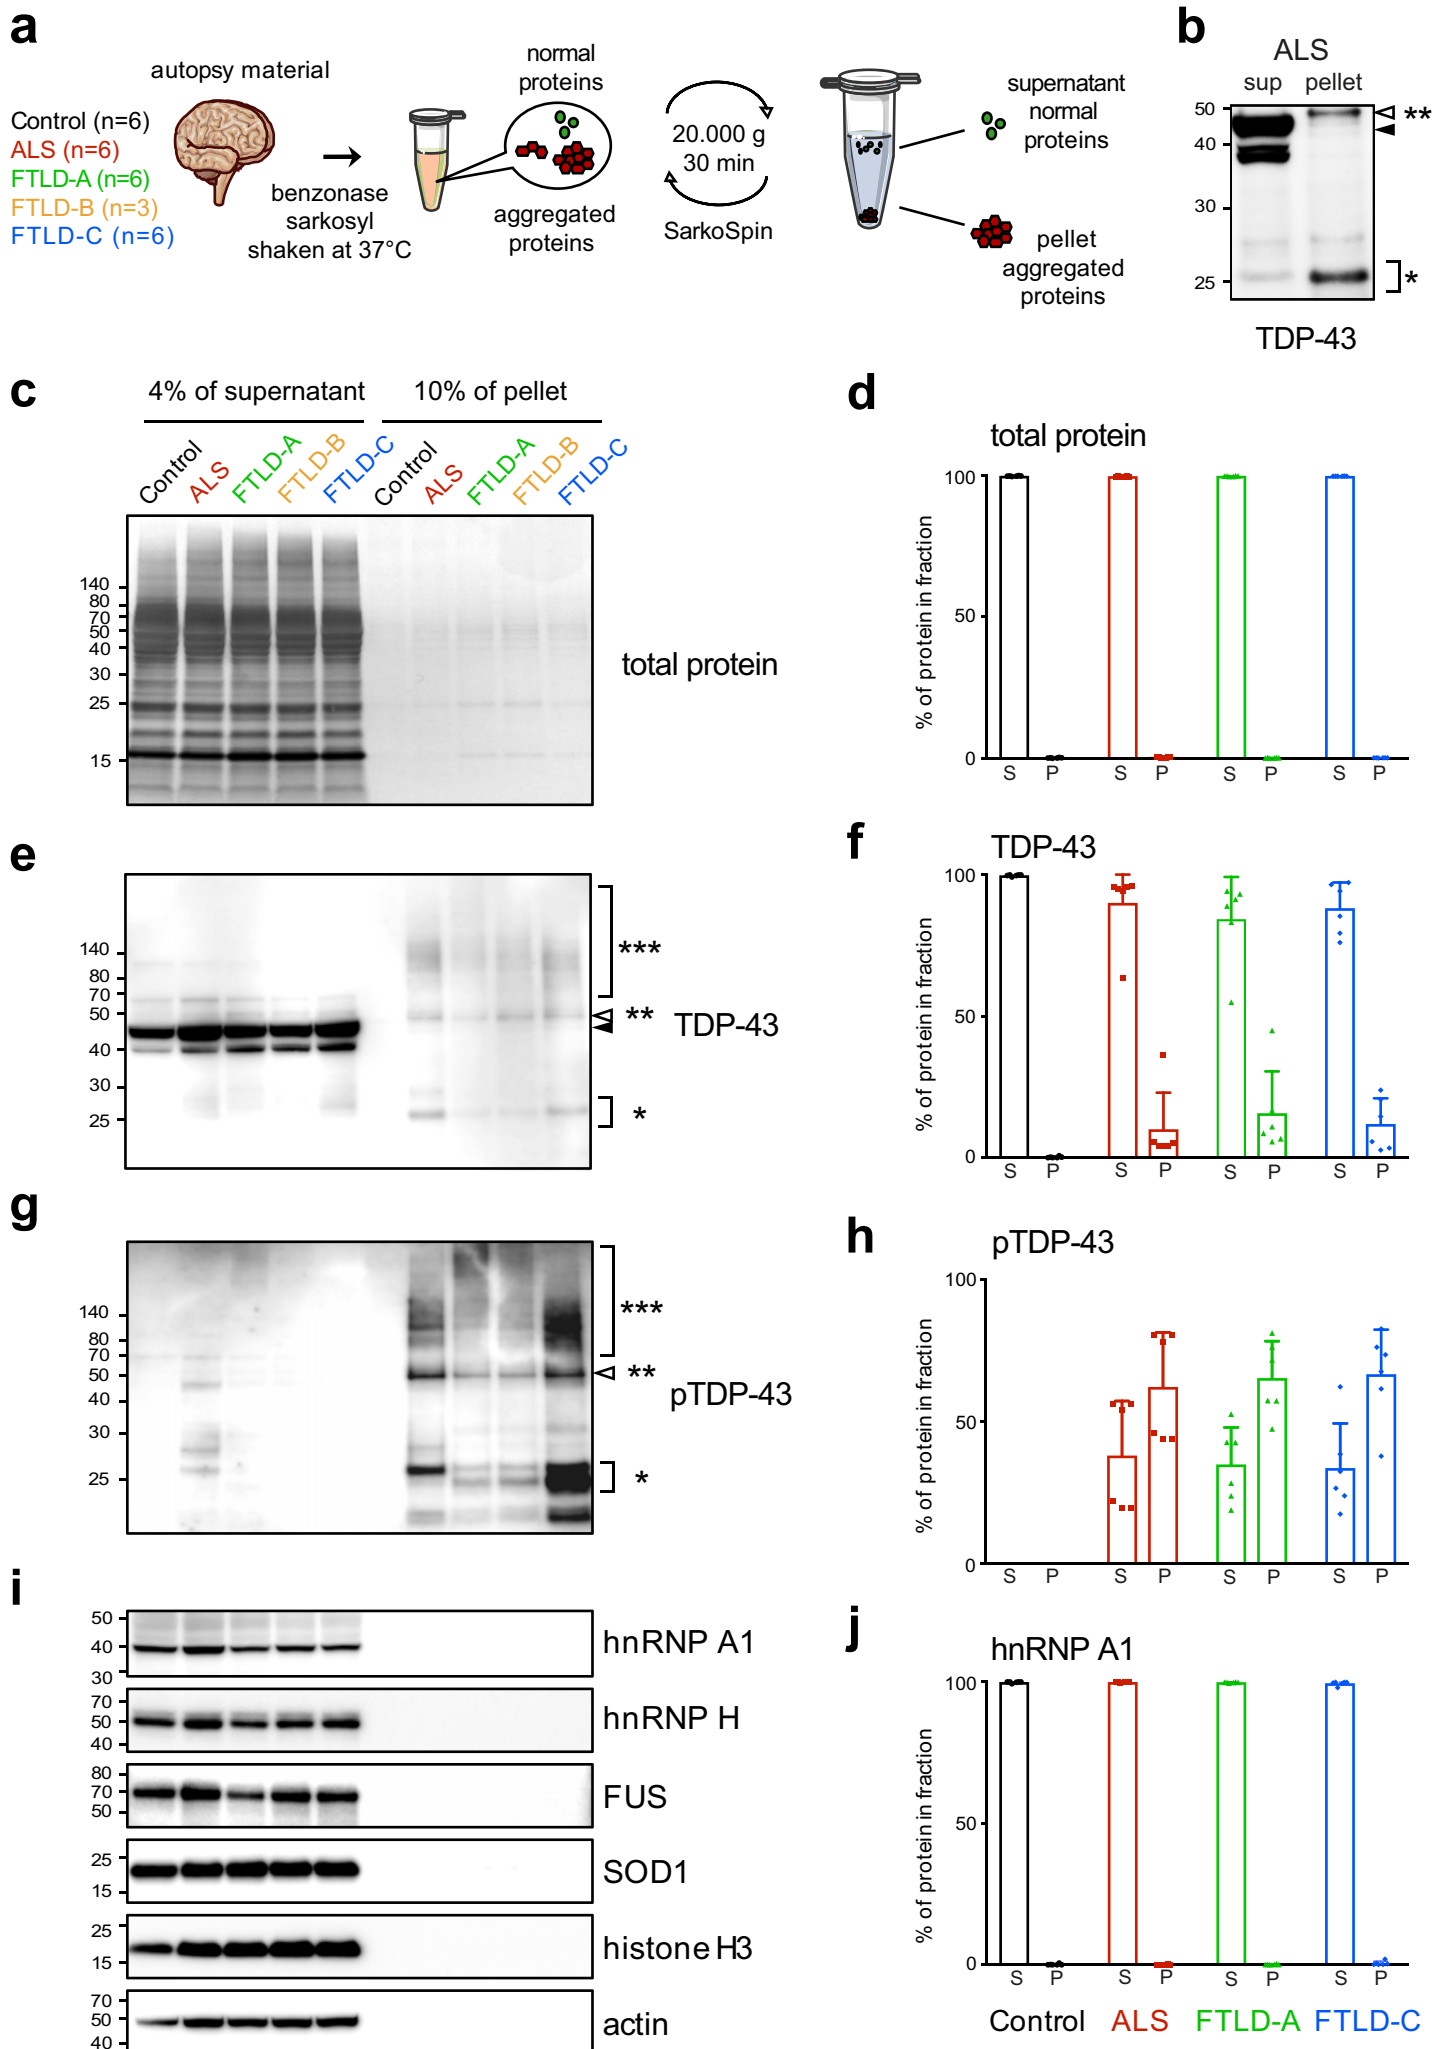 a
autopsy material
Control (n=6)
ALS (n=6)
FTLD-A (n=6)
FTLD-B (n=3)
FTLD-C (n=6)
benzonase
sarkosyl
shaken at 37°C
normal
proteins
aggregated
proteins
20.000 g
30 min
SarkoSpin
supernatant
normal
proteins
pellet
aggregated
proteins
b
ALS
sup pellet
50
40
30
25
**
*
TDP-43
c
4% of supernatant 10% of pellet
Control ALS FTLD-A FTLD-B FTLD-C Control ALS FTLD-A FTLD-B FTLD-C
140
80
70
50
40
30
25
15
total protein
d
total protein
% of protein in fraction
100
50
0
S P S P S P S P
e
140
80
70
50
40
30
25
***
**
*
TDP-43
f
TDP-43
% of protein in fraction
100
50
0
S P S P S P S P
g
140
80
70
50
40
30
25
***
**
*
pTDP-43
h
pTDP-43
% of protein in fraction
100
50
0
S P S P S P S P
i
50
40
30
hnRNP A1
70
50
40
hnRNP H
80
70
50
FUS
25
15
SOD1
25
15
histone H3
70
50
40
actin
j
hnRNP A1
% of protein in fraction
100
50
0
S P S P S P S P
Control ALS FTLD-A FTLD-C